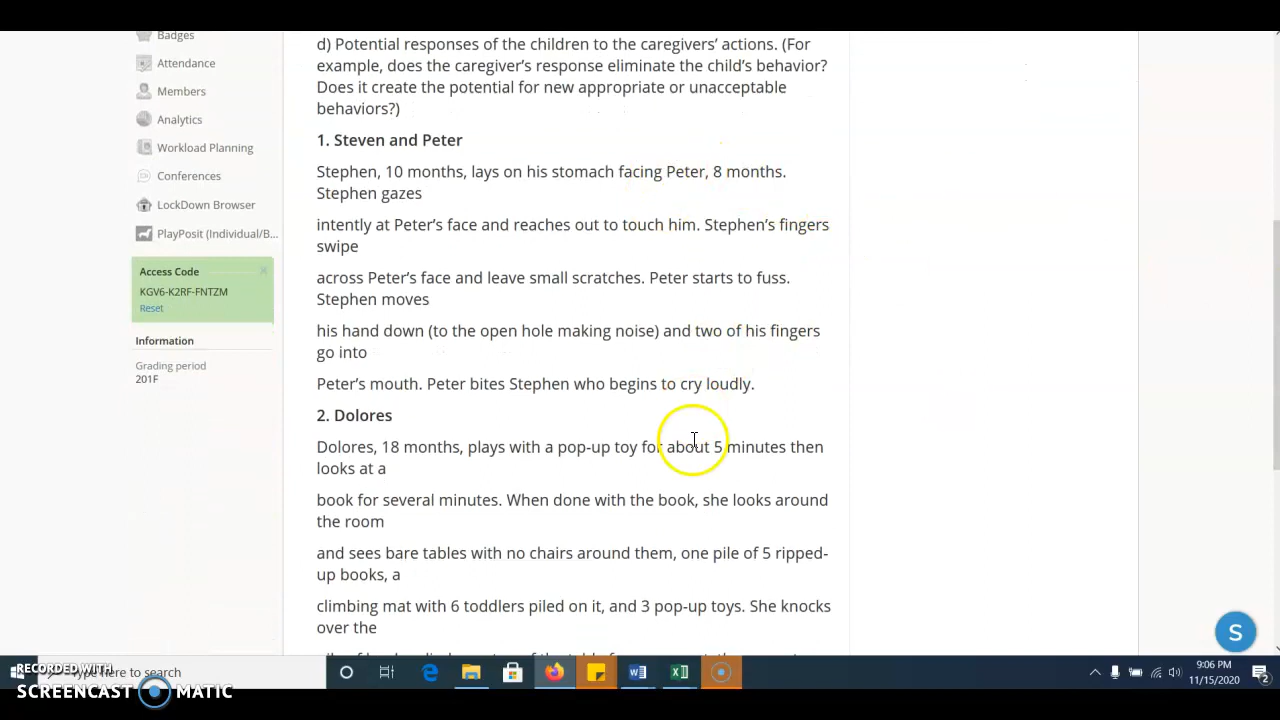 Badges
Attendance
Members
Analytics
Workload Planning
Conferences
LockDown Browser
PlayPosit (Individual/B...
Access Code
KGV6-K2RF-FNTZM
Reset
Information
Grading period
201F
d) Potential responses of the children to the caregivers' actions. (For
example, does the caregiver's response eliminate the child's behavior?
Does it create the potential for new appropriate or unacceptable
behaviors?)
1. Steven and Peter
Stephen, 10 months, lays on his stomach facing Peter, 8 months.
Stephen gazes
intently at Peter's face and reaches out to touch him. Stephen's fingers
swipe
across Peter's face and leave small scratches. Peter starts to fuss.
Stephen moves
his hand down (to the open hole making noise) and two of his fingers
go into
Peter's mouth. Peter bites Stephen who begins to cry loudly.
2. Dolores
Dolores, 18 months, plays with a pop-up toy for about 5 minutes then
looks at a
book for several minutes. When done with the book, she looks around
the room
and sees bare tables with no chairs around them, one pile of 5 ripped-
up books, a
climbing mat with 6 toddlers piled on it, and 3 pop-up toys. She knocks
over the
S
RECORDED WITH
SCREENCAST MATIC
Type here to search
9:06 PM
11/15/2020
2